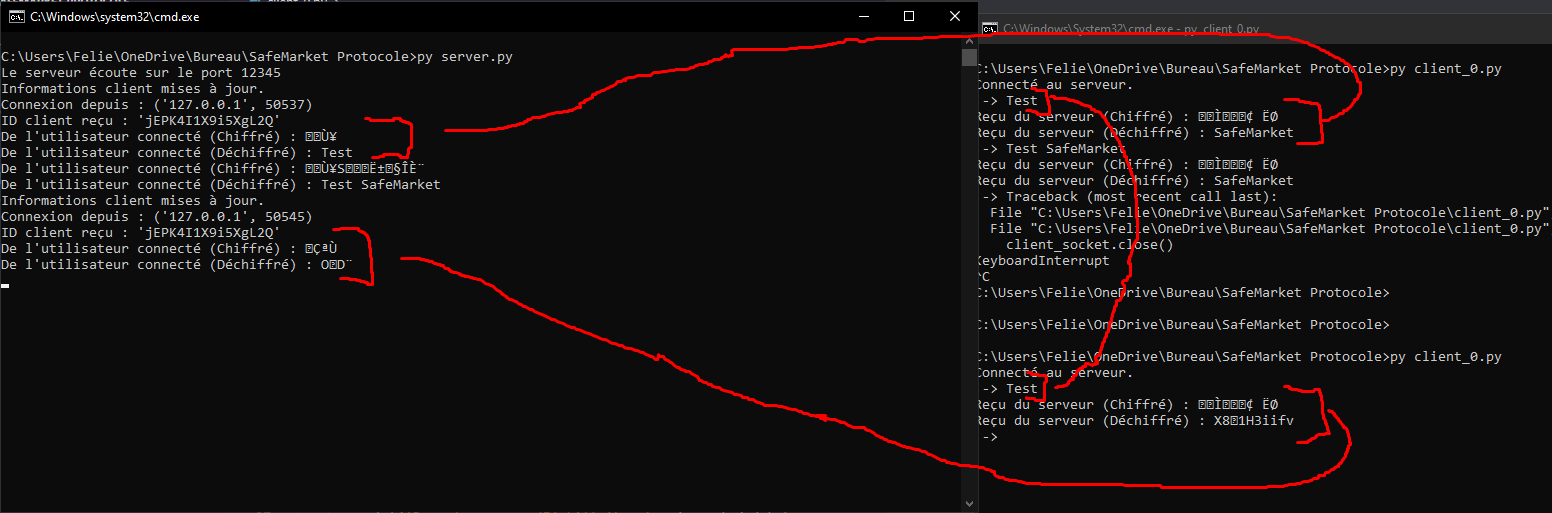 C:\Windows\system32\cmd.exe
C:\Users\Felie\OneDrive\Bureau\SafeMarket Protocole>py server.py
Le serveur écoute sur le port 12345
Informations client mises à jour.
Connexion depuis : ('127.0.0.1', 50537)
ID client reçu : 'jEPK4I1X9i5XgL2Q'
De l'utilisateur connecté (Chiffré) : Ù¥
De l'utilisateur connecté (Déchiffré) : Test
De l'utilisateur connecté (Chiffré) : Ù¥S Ë± §ÎÈ¨
De l'utilisateur connecté (Déchiffré) : Test SafeMarket
Informations client mises à jour.
Connexion depuis : ('127.0.0.1', 50545)
ID client reçu : 'jEPK4I1X9i5XgL2Q'
De l'utilisateur connecté (Chiffré) : ÇªÙ
De l'utilisateur connecté (Déchiffré) : O D¨
C:\Windows\System32\cmd.exe - py client_0.py
C:\Users\Felie\OneDrive\Bureau\SafeMarket Protocole>py client_0.py
Connecté au serveur.
-> Test
Reçu du serveur (Chiffré) : Ì ¢ ËØ
Reçu du serveur (Déchiffré) : SafeMarket
-> Test SafeMarket
Reçu du serveur (Chiffré) : Ì ¢ ËØ
Reçu du serveur (Déchiffré) : SafeMarket
-> Traceback (most recent call last):
File "C:\Users\Felie\OneDrive\Bureau\SafeMarket Protocole\client_0.py"
File "C:\Users\Felie\OneDrive\Bureau\SafeMarket Protocole\client_0.py"
client_socket.close()
KeyboardInterrupt
^C
C:\Users\Felie\OneDrive\Bureau\SafeMarket Protocole>
C:\Users\Felie\OneDrive\Bureau\SafeMarket Protocole>
C:\Users\Felie\OneDrive\Bureau\SafeMarket Protocole>py client_0.py
Connecté au serveur.
-> Test
Reçu du serveur (Chiffré) : Ì ¢ ËØ
Reçu du serveur (Déchiffré) : X8 1H3iifv
->